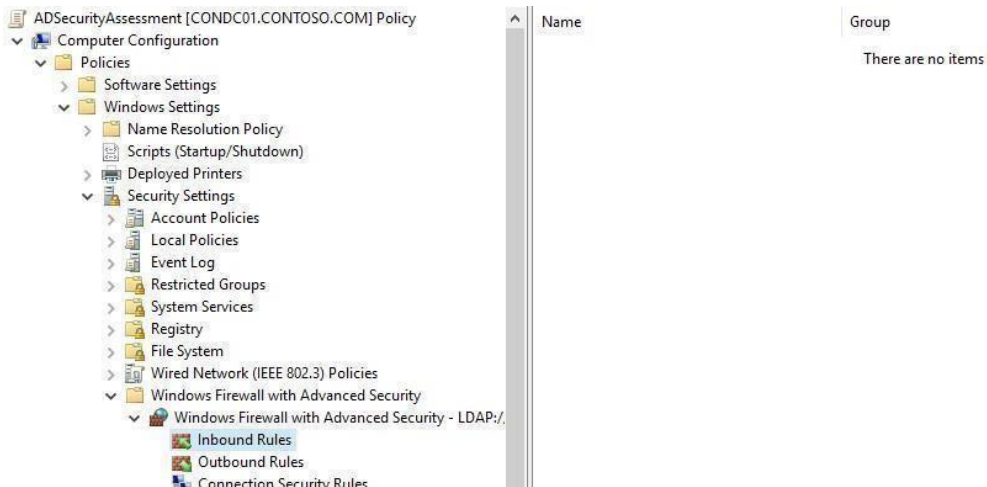 ADSecurityAssessment [CONDC01.CONTOSO.COM] Policy
Computer Configuration
Policies
Software Settings
Windows Settings
Name Resolution Policy
Scripts (Startup/Shutdown)
Deployed Printers
Security Settings
Account Policies
Local Policies
Event Log
Restricted Groups
System Services
Registry
File System
Wired Network (IEEE 802.3) Policies
Windows Firewall with Advanced Security
Windows Firewall with Advanced Security - LDAP:/
Inbound Rules
Outbound Rules
Connection Security Rules
Name Group
There are no items